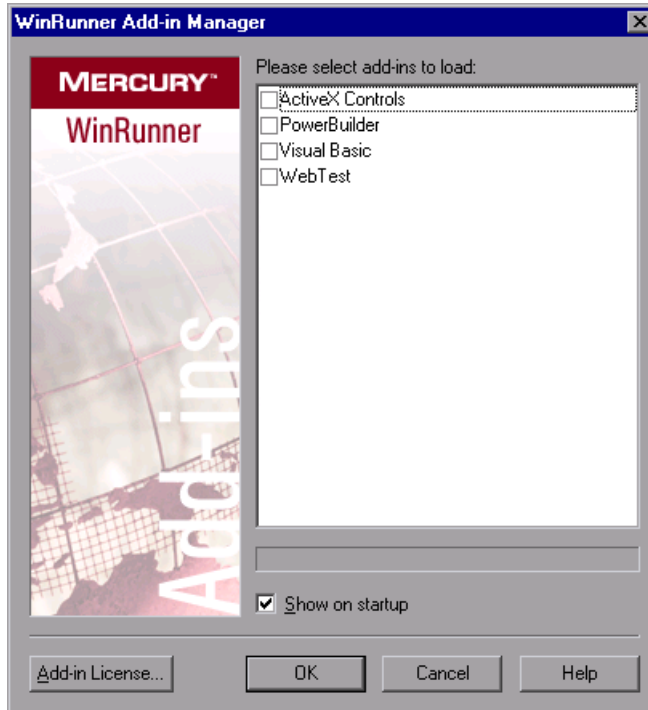 WinRunner Add-in Manager
MERCURY™
WinRunner
Add-ins
Please select add-ins to load:
ActiveX Controls
PowerBuilder
Visual Basic
WebTest
Show on startup
Add-in License...
OK
Cancel
Help